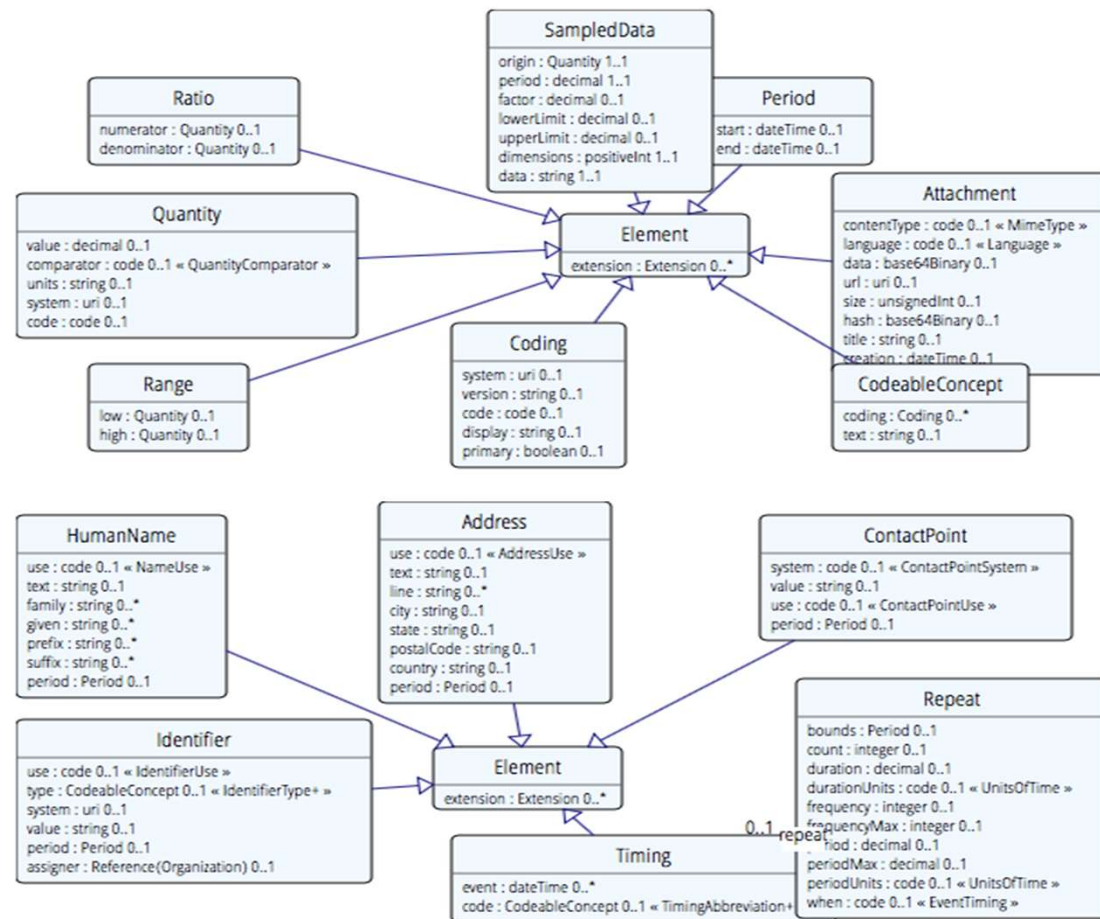 SampledData
origin : Quantity 1..1
period : decimal 1..1
factor : decimal 0..1
lowerLimit : decimal 0..1
upperLimit : decimal 0..1
dimensions : positiveInt 1..1
data : string 1..1
Ratio
numerator : Quantity 0..1
denominator : Quantity 0..1
Period
start : dateTime 0..1
end : dateTime 0..1
Quantity
value : decimal 0..1
comparator : code 0..1 « QuantityComparator »
units : string 0..1
system : uri 0..1
code : code 0..1
Element
extension : Extension 0..*
Attachment
contentType : code 0..1 « MimeType »
language : code 0..1 « Language »
data : base64Binary 0..1
url : uri 0..1
size : unsignedInt 0..1
hash : base64Binary 0..1
title : string 0..1
creation : dateTime 0..1
Range
low : Quantity 0..1
high : Quantity 0..1
Coding
system : uri 0..1
version : string 0..1
code : code 0..1
display : string 0..1
primary : boolean 0..1
CodeableConcept
coding : Coding 0..*
text : string 0..1
HumanName
use : code 0..1 « NameUse »
text : string 0..1
family : string 0..*
given : string 0..*
prefix : string 0..*
suffix : string 0..*
period : Period 0..1
Address
use : code 0..1 « AddressUse »
text : string 0..1
line : string 0..*
city : string 0..1
state : string 0..1
postalCode : string 0..1
country : string 0..1
period : Period 0..1
ContactPoint
system : code 0..1 « ContactPointSystem »
value : string 0..1
use : code 0..1 « ContactPointUse »
period : Period 0..1
Identifier
use : code 0..1 « IdentifierUse »
type : CodeableConcept 0..1 « IdentifierType+ »
system : uri 0..1
value : string 0..1
period : Period 0..1
assigner : Reference(Organization) 0..1
Element
extension : Extension 0..*
Repeat
bounds : Period 0..1
count : integer 0..1
duration : decimal 0..1
durationUnits : code 0..1 « UnitsOfTime »
frequency : integer 0..1
frequencyMax : integer 0..1
period : decimal 0..1
periodMax : decimal 0..1
periodUnits : code 0..1 « UnitsOfTime »
when : code 0..1 « EventTiming »
0..1 repeat
Timing
event : dateTime 0..*
code : CodeableConcept 0..1 « TimingAbbreviation+